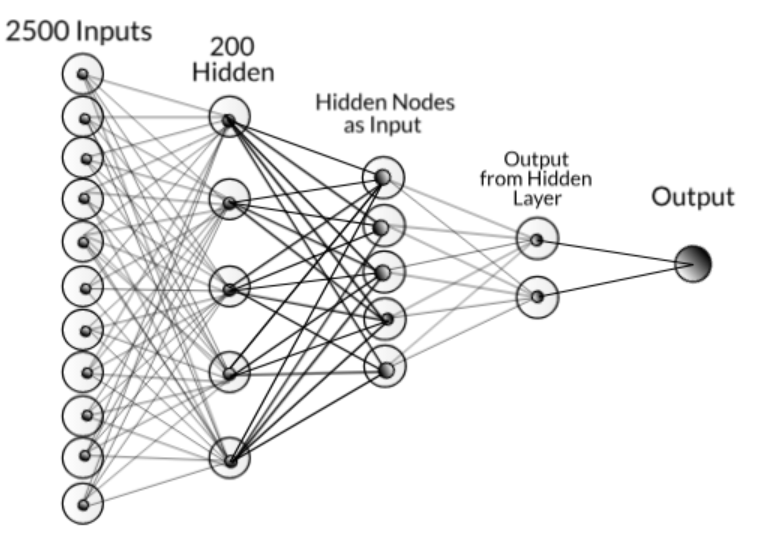 2500 Inputs
200
Hidden
Hidden Nodes
as Input
Output
from Hidden
Layer
Output